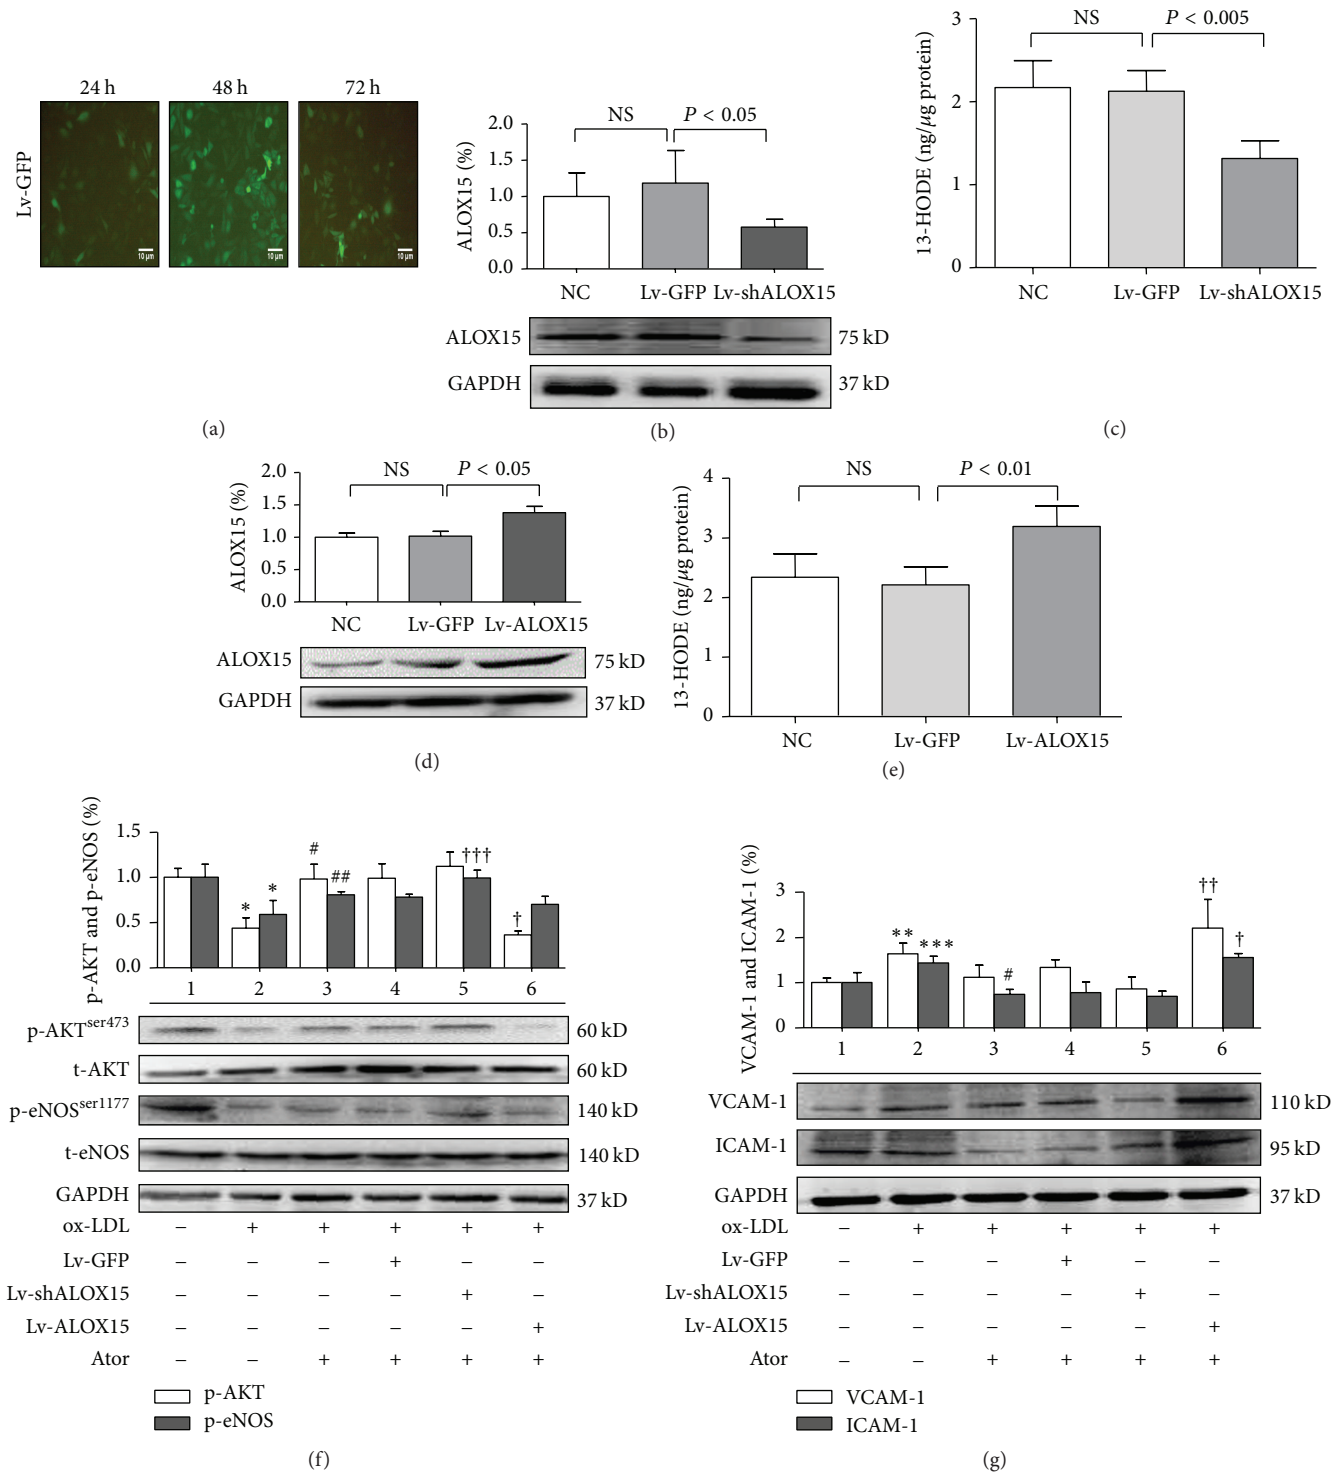 24 h 48 h 72 h
Lv-GFP
10 μm 10 μm 10 μm
(a)
ALOX15 (%)
2.0
1.5
1.0
0.5
0.0
NS P < 0.05
NC Lv-GFP Lv-shALOX15
ALOX15 75 kD
GAPDH 37 kD
(b)
13-HODE (ng/μg protein)
3
2
1
0
NS P < 0.005
NC Lv-GFP Lv-shALOX15
(c)
ALOX15 (%)
2.0
1.5
1.0
0.5
0.0
NS P < 0.05
NC Lv-GFP Lv-ALOX15
ALOX15 75 kD
GAPDH 37 kD
(d)
13-HODE (ng/μg protein)
4
3
2
1
0
NS P < 0.01
NC Lv-GFP Lv-ALOX15
(e)
p-AKT and p-eNOS (%)
1.5
1.0
0.5
0.0
* * # ## ††† †
1 2 3 4 5 6
p-AKTser473 60 kD
t-AKT 60 kD
p-eNOSser1177 140 kD
t-eNOS 140 kD
GAPDH 37 kD
ox-LDL − + + + + +
Lv-GFP − − − + − −
Lv-shALOX15 − − − − + −
Lv-ALOX15 − − − − − +
Ator − − + + + +
p-AKT
p-eNOS
(f)
VCAM-1 and ICAM-1 (%)
3
2
1
0
** *** # †† †
1 2 3 4 5 6
VCAM-1 110 kD
ICAM-1 95 kD
GAPDH 37 kD
ox-LDL − + + + + +
Lv-GFP − − − + − −
Lv-shALOX15 − − − − + −
Lv-ALOX15 − − − − − +
Ator − − + + + +
VCAM-1
ICAM-1
(g)